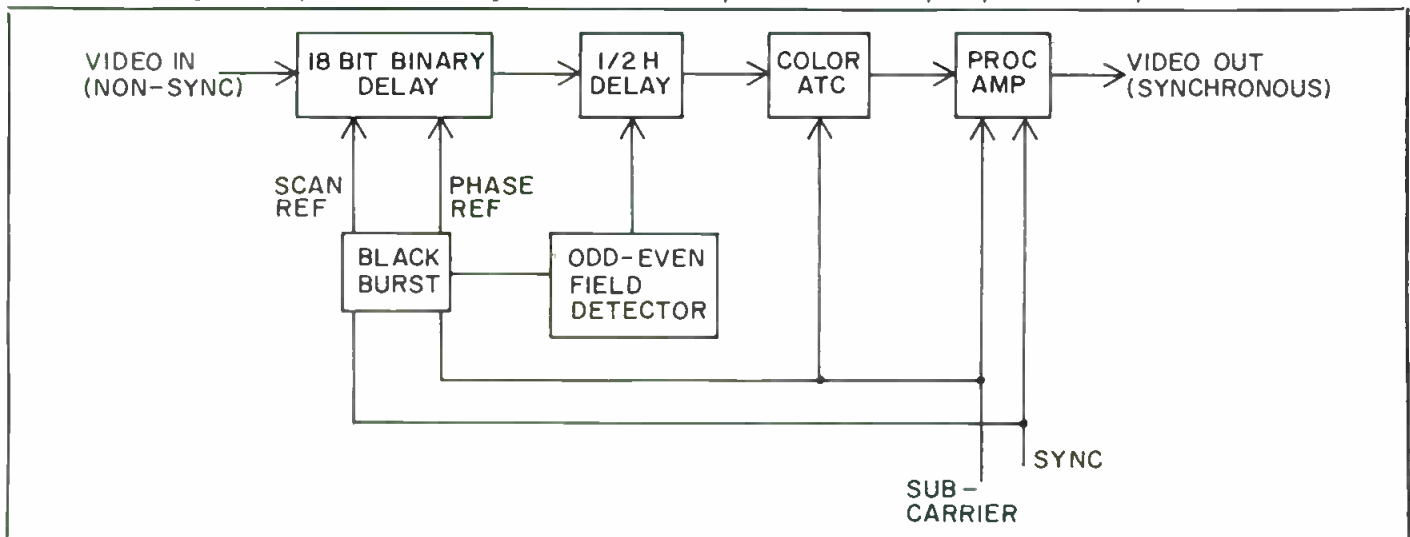 VIDEO IN
(NON-SYNC)
18 BIT BINARY
DELAY
1/2 H
DELAY
COLOR
ATC
PROC
AMP
VIDEO OUT
(SYNCHRONOUS)
SCAN
REF
PHASE
REF
BLACK
BURST
ODD-EVEN
FIELD
DETECTOR
SYNC
SUB-
CARRIER